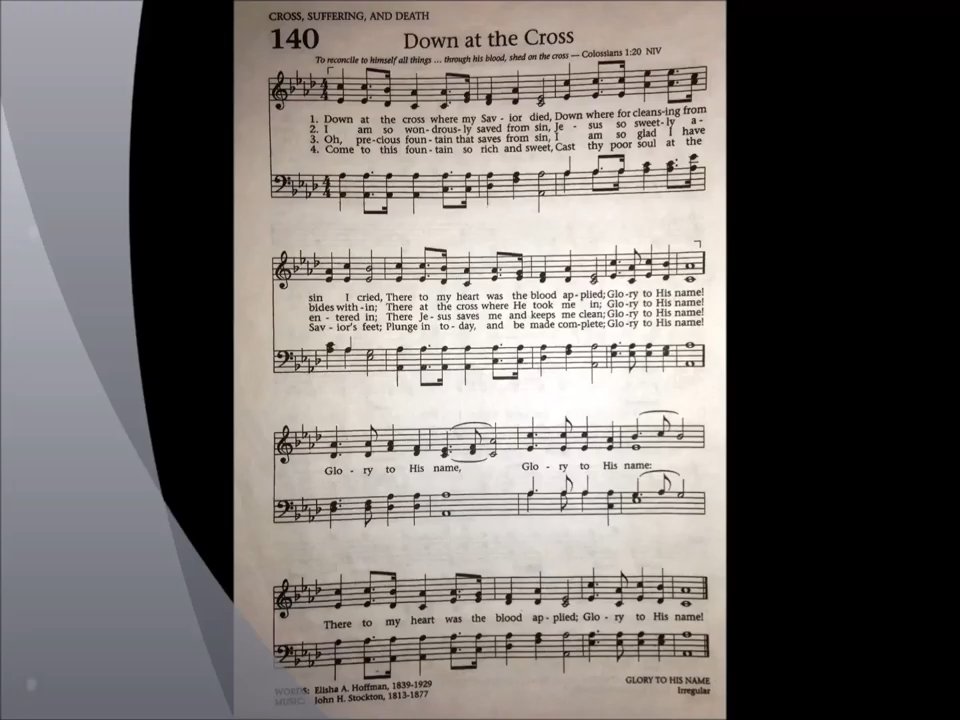 CROSS, SUFFERING, AND DEATH
140 Down at the Cross
To reconcile to himself all things ... through his blood, shed on the cross — Colossians 1:20 NIV
1. Down at the cross where my Sav - ior died, Down where for cleans-ing from
2. I am so won-drous-ly saved from sin, Je - sus so sweet-ly a-
3. Oh, pre-cious foun-tain that saves from sin, I am so glad I have
4. Come to this foun-tain so rich and sweet, Cast thy poor soul at the
sin I cried, There to my heart was the blood ap-plied; Glo-ry to His name!
bides with-in; There at the cross where He took me in; Glo-ry to His name!
en - tered in; There Je-sus saves me and keeps me clean; Glo-ry to His name!
Sav - ior's feet; Plunge in to-day, and be made com-plete; Glo-ry to His name!
Glo - ry to His name, Glo - ry to His name:
There to my heart was the blood ap-plied; Glo - ry to His name!
WORDS: Elisha A. Hoffman, 1839-1929
MUSIC: John H. Stockton, 1813-1877
GLORY TO HIS NAME
Irregular